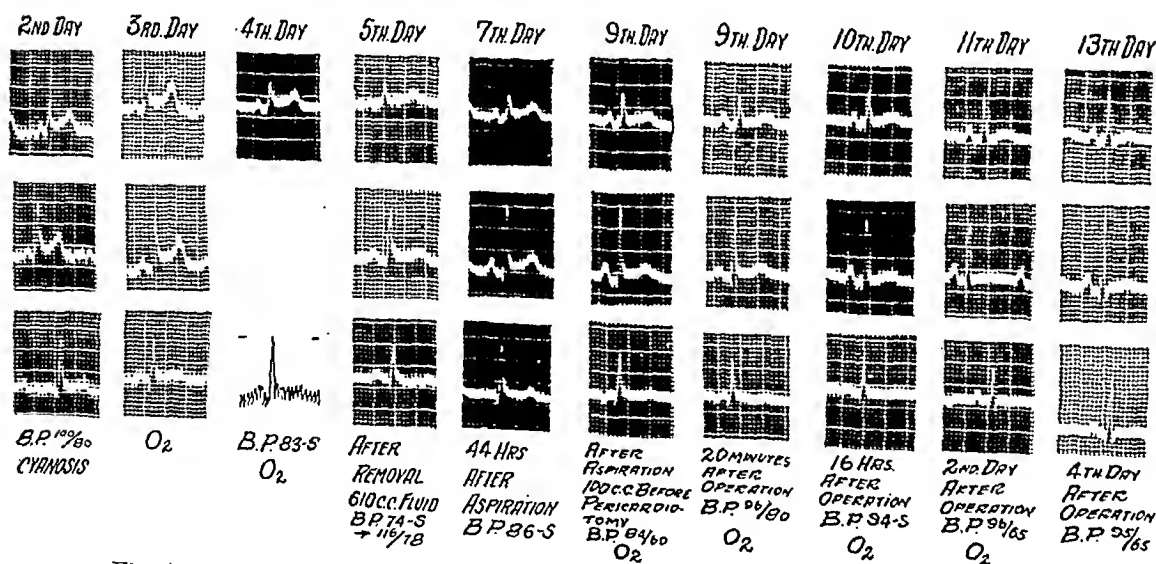 2ND DAY
3RD. DAY
4TH. DAY
5TH. DAY
7TH. DAY
9TH. DAY
9TH. DAY
10TH. DAY
11TH DAY
13TH DAY
B.P. /80
CYANOSIS
O2
B.P. 83-S
O2
AFTER
REMOVAL
610 C.C. FLUID
B.P. 74-S
→ 116/78
44 HRS
AFTER
ASPIRATION
B.P. 86-S
AFTER
ASPIRATION
100 C.C. BEFORE
PERICARDIO-
TOMY
B.P. 84/60
O2
20 MINUTES
AFTER
OPERATION
B.P. 96/80
O2
16 HRS.
AFTER
OPERATION
B.P. 94-S
O2
2ND. DAY
AFTER
OPERATION
B.P. 96/65
O2
4TH DAY
AFTER
OPERATION
B.P. 95/65